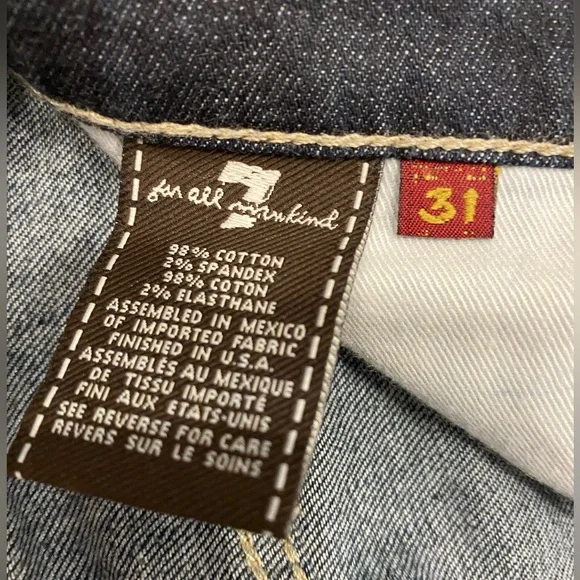 7
for all mankind
98% COTTON
2% SPANDEX
98% COTON
2% ELASTHANE
ASSEMBLED IN MEXICO
OF IMPORTED FABRIC
FINISHED IN U.S.A.
ASSEMBLÉS AU MEXIQUE
DE TISSU IMPORTÉ
FINI AUX ETATS-UNIS
SEE REVERSE FOR CARE
REVERS SUR LE SOINS
31